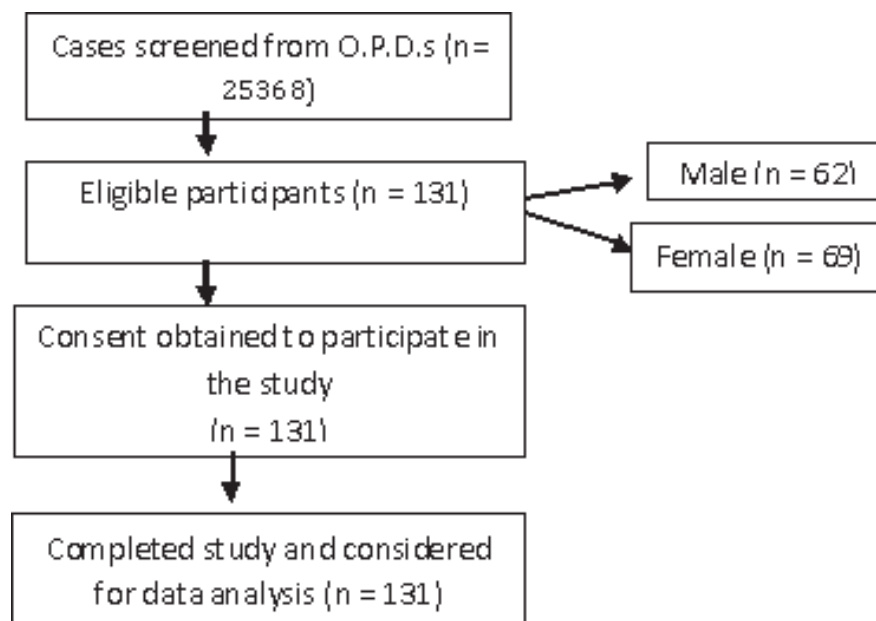 Cases screened from O.P.D.s (n=
25368)
Eligible participants (n = 131)
Male (n = 62)
Female (n = 69)
Consent obtained to participate in
the study
(n = 131)
Completed study and considered
for data analysis (n = 131)